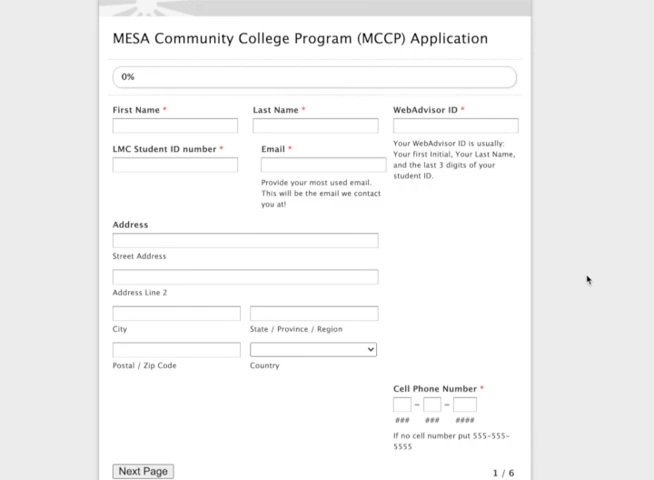 MESA Community College Program (MCCP) Application
0%
First Name *
Last Name *
WebAdvisor ID *
Your WebAdvisor ID is usually:
Your first Initial, Your Last Name,
and the last 3 digits of your
student ID.
LMC Student ID number *
Email *
Provide your most used email.
This will be the email we contact
you at!
Address
Street Address
Address Line 2
City
State / Province / Region
Postal / Zip Code
Country
Cell Phone Number *
- -
### ### ####
If no cell number put 555-555-
5555
Next Page
1 / 6